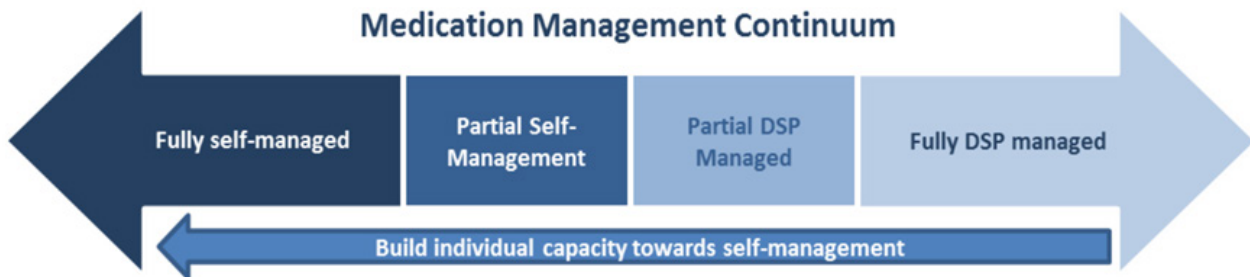 Medication Management Continuum
Fully self-managed
Partial Self-
Management
Partial DSP
Managed
Fully DSP managed
Build individual capacity towards self-management